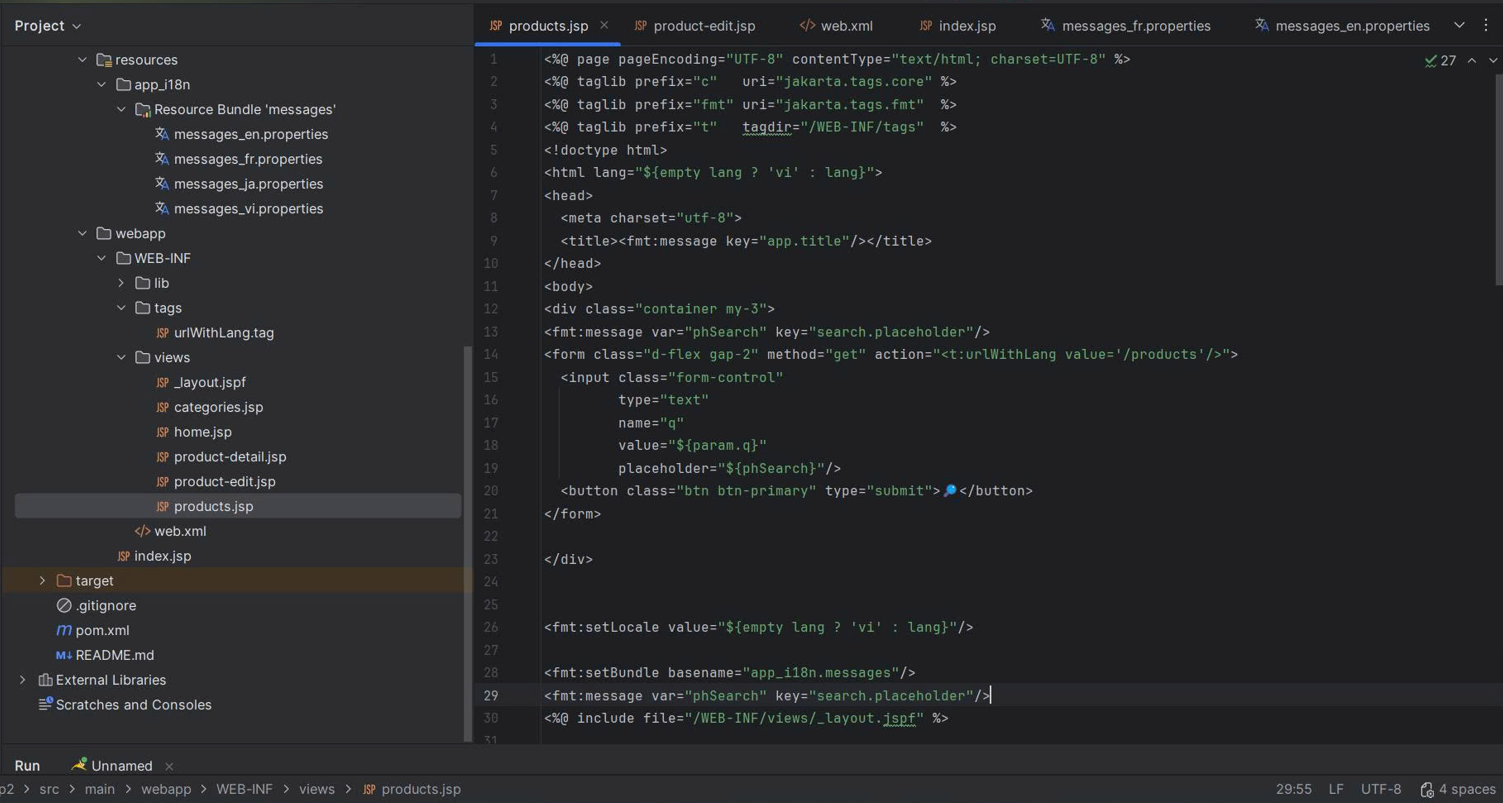 Project
resources
app_i18n
Resource Bundle 'messages'
messages_en.properties
messages_fr.properties
messages_ja.properties
messages_vi.properties
webapp
WEB-INF
lib
tags
JSP urlWithLang.tag
views
JSP _layout.jspf
JSP categories.jsp
JSP home.jsp
JSP product-detail.jsp
JSP product-edit.jsp
JSP products.jsp
</> web.xml
JSP index.jsp
target
.gitignore
m pom.xml
M↓ README.md
External Libraries
Scratches and Consoles
JSP products.jsp × JSP product-edit.jsp </> web.xml JSP index.jsp messages_fr.properties messages_en.properties
27
1 <%@ page pageEncoding="UTF-8" contentType="text/html; charset=UTF-8" %>
2 <%@ taglib prefix="c"   uri="jakarta.tags.core" %>
3 <%@ taglib prefix="fmt" uri="jakarta.tags.fmt"  %>
4 <%@ taglib prefix="t"   tagdir="/WEB-INF/tags"  %>
5 <!doctype html>
6 <html lang="${empty lang ? 'vi' : lang}">
7 <head>
8   <meta charset="utf-8">
9   <title><fmt:message key="app.title"/></title>
10 </head>
11 <body>
12 <div class="container my-3">
13 <fmt:message var="phSearch" key="search.placeholder"/>
14 <form class="d-flex gap-2" method="get" action="<t:urlWithLang value='/products'/>">
15   <input class="form-control"
16          type="text"
17          name="q"
18          value="${param.q}"
19          placeholder="${phSearch}"/>
20   <button class="btn btn-primary" type="submit">🔎</button>
21 </form>
22
23 </div>
24
25
26 <fmt:setLocale value="${empty lang ? 'vi' : lang}"/>
27
28 <fmt:setBundle basename="app_i18n.messages"/>
29 <fmt:message var="phSearch" key="search.placeholder"/>
30 <%@ include file="/WEB-INF/views/_layout.jspf" %>
31
Run Unnamed ×
p2 > src > main > webapp > WEB-INF > views > JSP products.jsp
29:55 LF UTF-8 4 spaces